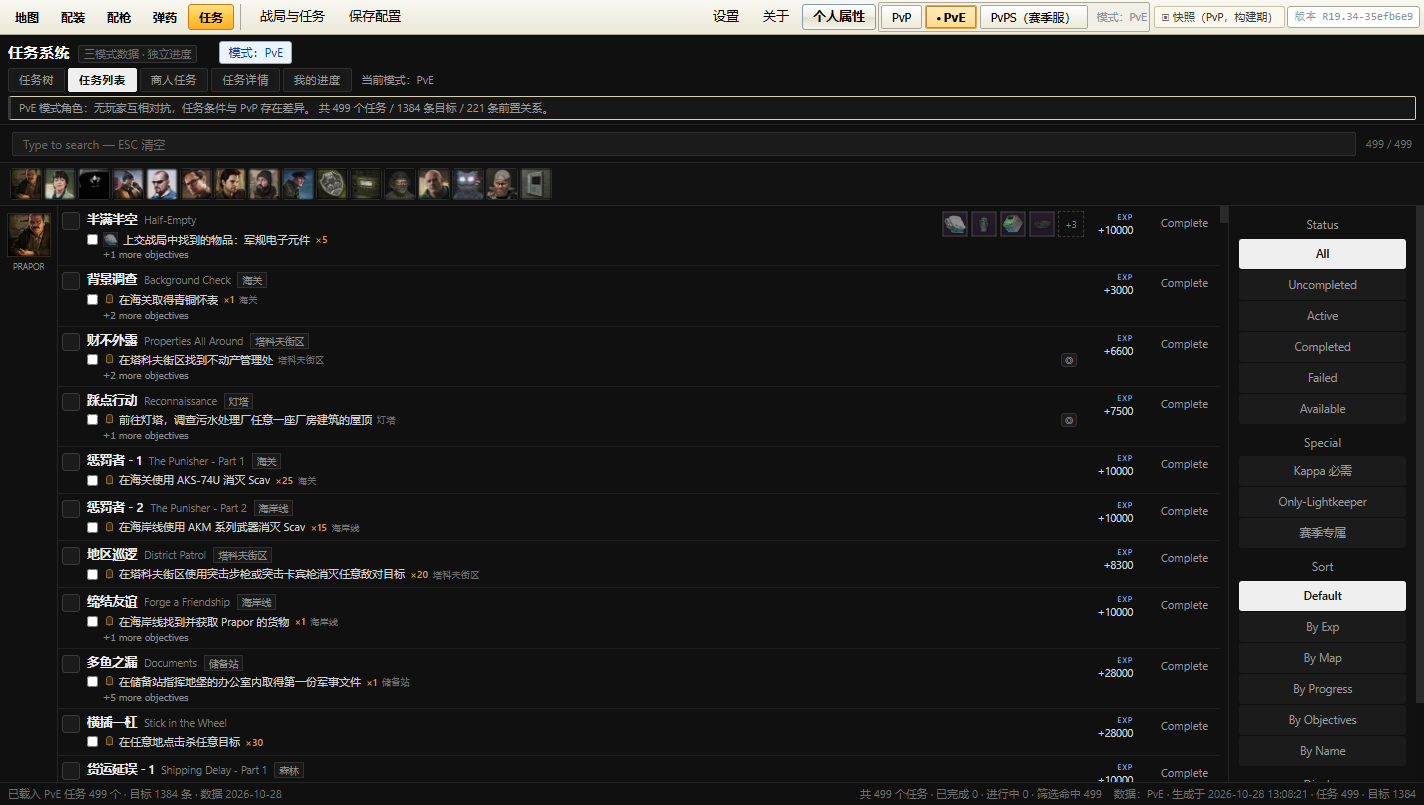 地图 配装 配枪 弹药 任务 战局与任务 保存配置 设置 关于 个人属性 PvP • PvE PvPS（赛季服） 模式：PvE 快照（PvP，构建期） 版本 R19.34-35efb6e9
任务系统 三模式数据 · 独立进度 模式：PvE
任务树 任务列表 商人任务 任务详情 我的进度 当前模式：PvE
PvE 模式角色：无玩家互相对抗，任务条件与 PvP 存在差异。 共 499 个任务 / 1384 条目标 / 221 条前置关系。
Type to search — ESC 清空 499 / 499
PRAPOR
半满半空 Half-Empty +3 EXP +10000 Complete
上交战局中找到的物品：军规电子元件 ×5
+1 more objectives
背景调查 Background Check 海关 EXP +3000 Complete
在海关取得青铜怀表 ×1 海关
+2 more objectives
财不外露 Properties All Around 塔科夫街区 EXP +6600 Complete
在塔科夫街区找到不动产管理处 塔科夫街区
+2 more objectives
踩点行动 Reconnaissance 灯塔 EXP +7500 Complete
前往灯塔，调查污水处理厂任意一座厂房建筑的屋顶 灯塔
+1 more objectives
惩罚者 - 1 The Punisher - Part 1 海关 EXP +10000 Complete
在海关使用 AKS-74U 消灭 Scav ×25 海关
惩罚者 - 2 The Punisher - Part 2 海岸线 EXP +10000 Complete
在海岸线使用 AKM 系列武器消灭 Scav ×15 海岸线
地区巡逻 District Patrol 塔科夫街区 EXP +8300 Complete
在塔科夫街区使用突击步枪或突击卡宾枪消灭任意敌对目标 ×20 塔科夫街区
缔结友谊 Forge a Friendship 海岸线 EXP +10000 Complete
在海岸线找到并获取 Prapor 的货物 ×1 海岸线
+1 more objectives
多鱼之漏 Documents 储备站 EXP +28000 Complete
在储备站指挥地堡的办公室内取得第一份军事文件 ×1 储备站
+5 more objectives
横插一杠 Stick in the Wheel EXP +28000 Complete
在任意地点击杀任意目标 ×30
货运延误 - 1 Shipping Delay - Part 1 森林 EXP +10000 Complete
Status
All
Uncompleted
Active
Completed
Failed
Available
Special
Kappa 必需
Only-Lightkeeper
赛季专属
Sort
Default
By Exp
By Map
By Progress
By Objectives
By Name
已载入 PvE 任务 499 个 · 目标 1384 条 · 数据 2026-10-28 共 499 个任务 · 已完成 0 · 进行中 0 · 筛选命中 499 数据：PvE · 生成于 2026-10-28 13:08:21 · 任务 499 · 目标 1384